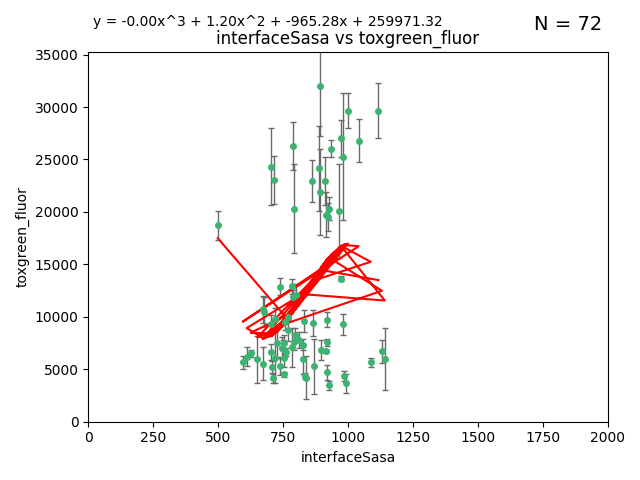 y = -0.00x^3 + 1.20x^2 + -965.28x + 259971.32
N = 72
interfaceSasa vs toxgreen_fluor
35000
30000
25000
20000
15000
10000
5000
0
toxgreen_fluor
0 250 500 750 1000 1250 1500 1750 2000
interfaceSasa